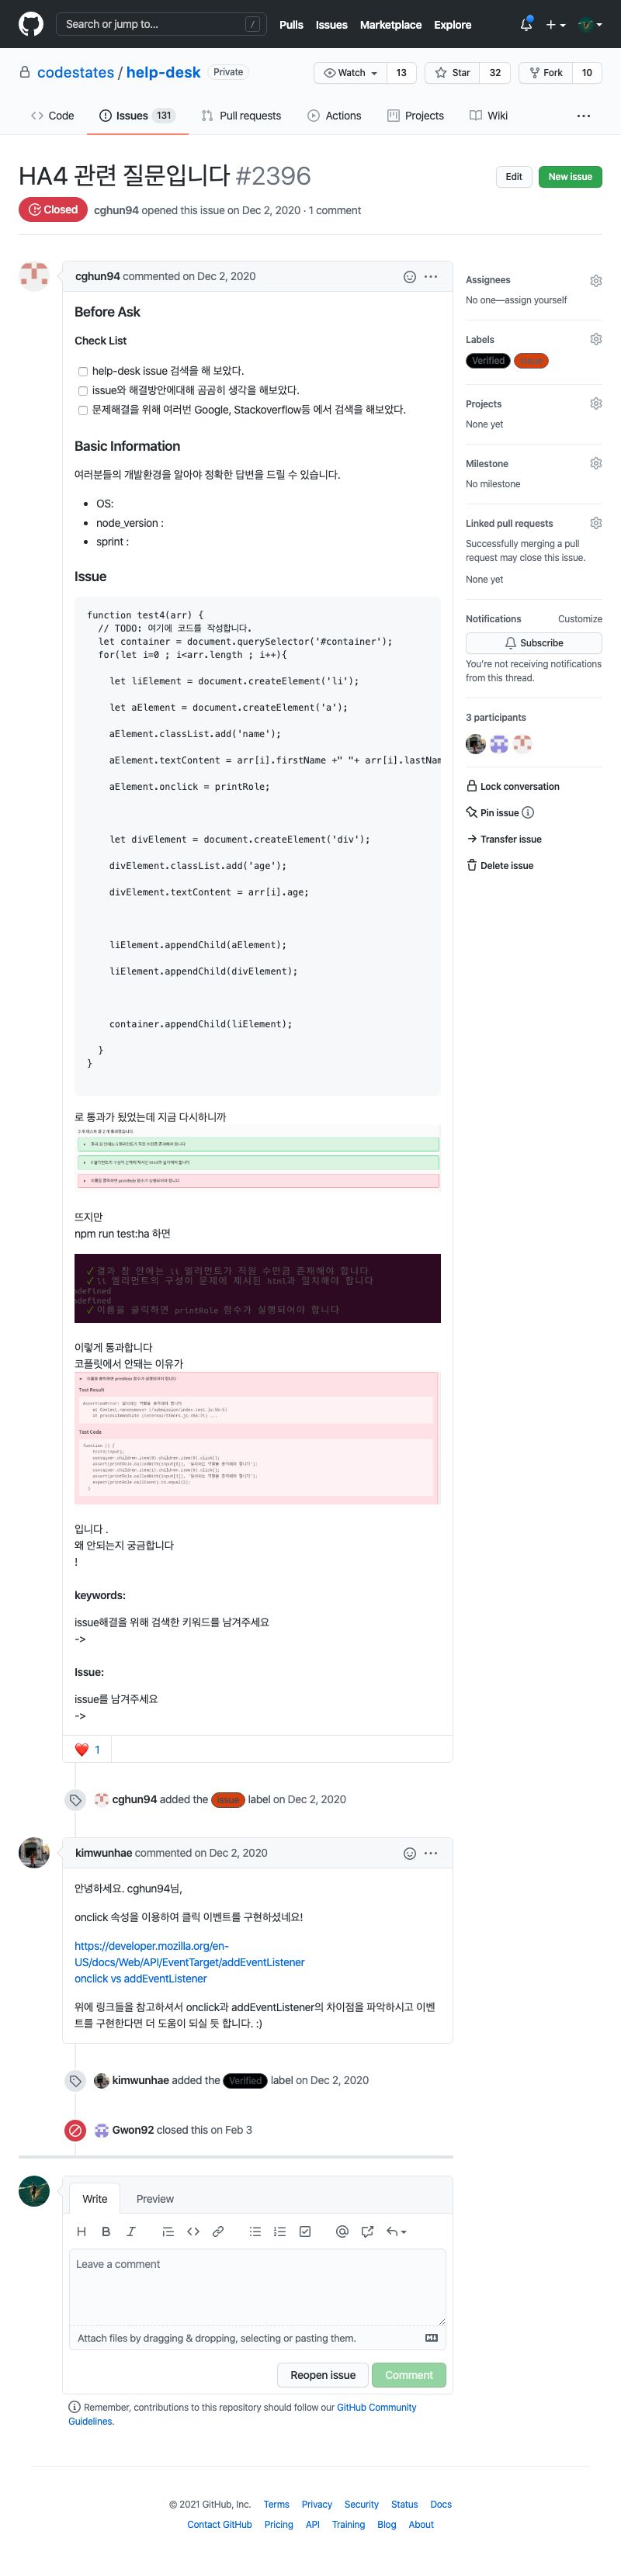 Search or jump to...
/
Pulls Issues Marketplace Explore
codestates / help-desk Private
Watch 13 Star 32 Fork 10
Code Issues 131 Pull requests Actions Projects Wiki
HA4 관련 질문입니다 #2396
Edit New issue
Closed cghun94 opened this issue on Dec 2, 2020 · 1 comment
cghun94 commented on Dec 2, 2020
Before Ask
Check List
help-desk issue 검색을 해 보았다.
issue와 해결방안에대해 곰곰히 생각을 해보았다.
문제해결을 위해 여러번 Google, Stackoverflow등 에서 검색을 해보았다.
Basic Information
여러분들의 개발환경을 알아야 정확한 답변을 드릴 수 있습니다.
OS:
node_version :
sprint :
Issue
function test4(arr) {
// TODO: 여기에 코드를 작성합니다.
let container = document.querySelector('#container');
for(let i=0 ; i<arr.length ; i++){
let liElement = document.createElement('li');
let aElement = document.createElement('a');
aElement.classList.add('name');
aElement.textContent = arr[i].firstName +" "+ arr[i].lastNam
aElement.onclick = printRole;
let divElement = document.createElement('div');
divElement.classList.add('age');
divElement.textContent = arr[i].age;
liElement.appendChild(aElement);
liElement.appendChild(divElement);
container.appendChild(liElement);
}
}
로 통과가 됬었는데 지금 다시하니까
뜨지만
npm run test:ha 하면
✓ 결과 창 안에는 li 엘리먼트가 직원 수만큼 존재해야 합니다
✓ li 엘리먼트의 구성이 문제에 제시된 html과 일치해야 합니다
ndefined
ndefined
✓ 이름을 클릭하면 printRole 함수가 실행되어야 합니다
이렇게 통과합니다
코플릿에서 안돼는 이유가
Test Result
Test Code
입니다 .
왜 안되는지 궁금합니다
!
keywords:
issue해결을 위해 검색한 키워드를 남겨주세요
->
Issue:
issue를 남겨주세요
->
❤️ 1
cghun94 added the Issue label on Dec 2, 2020
kimwunhae commented on Dec 2, 2020
안녕하세요. cghun94님,
onclick 속성을 이용하여 클릭 이벤트를 구현하셨네요!
https://developer.mozilla.org/en-
US/docs/Web/API/EventTarget/addEventListener
onclick vs addEventListener
위에 링크들을 참고하셔서 onclick과 addEventListener의 차이점을 파악하시고 이벤
트를 구현한다면 더 도움이 되실 듯 합니다. :)
kimwunhae added the Verified label on Dec 2, 2020
Gwon92 closed this on Feb 3
Write Preview
Leave a comment
Attach files by dragging & dropping, selecting or pasting them.
Reopen issue Comment
Remember, contributions to this repository should follow our GitHub Community
Guidelines.
Assignees
No one—assign yourself
Labels
Verified Issue
Projects
None yet
Milestone
No milestone
Linked pull requests
Successfully merging a pull
request may close this issue.
None yet
Notifications Customize
Subscribe
You're not receiving notifications
from this thread.
3 participants
Lock conversation
Pin issue
Transfer issue
Delete issue
© 2021 GitHub, Inc. Terms Privacy Security Status Docs
Contact GitHub Pricing API Training Blog About